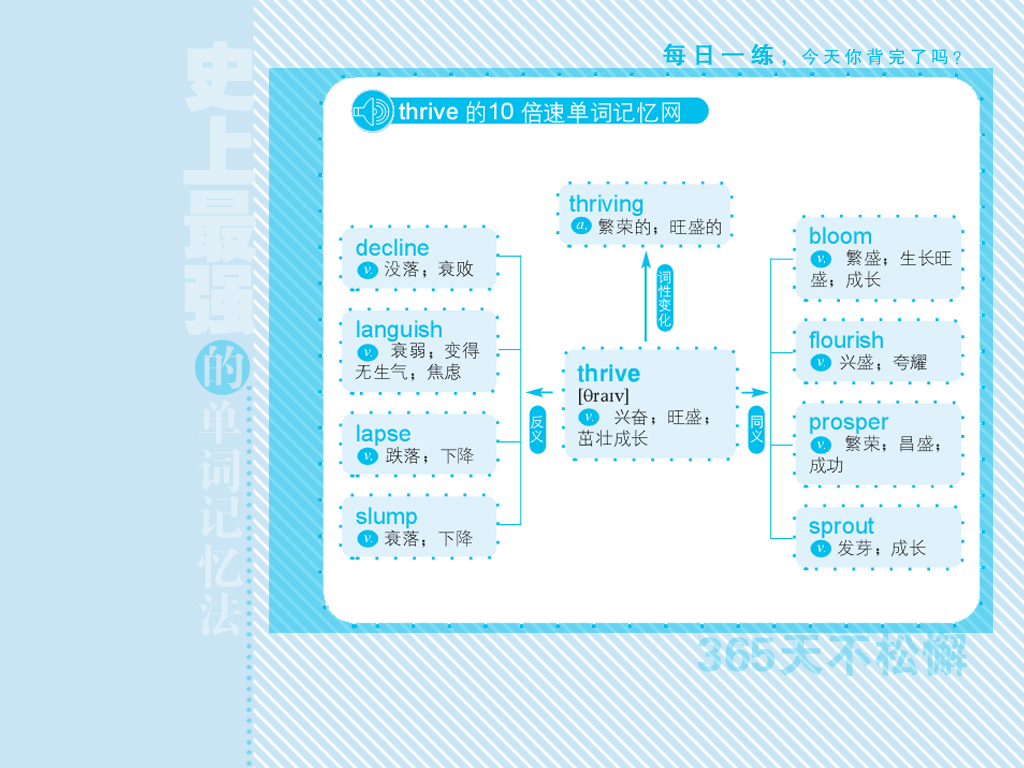 每日一练，今天你背完了吗?
史上最强的单词记忆法
thrive 的10 倍速单词记忆网
thriving
a. 繁荣的；旺盛的
词性变化
decline
v. 没落；衰败
languish
v. 衰弱；变得
无生气；焦虑
lapse
v. 跌落；下降
slump
v. 衰落；下降
反义
thrive
[θraɪv]
v. 兴奋；旺盛；
茁壮成长
同义
bloom
v. 繁盛；生长旺
盛；成长
flourish
v. 兴盛；夸耀
prosper
v. 繁荣；昌盛；
成功
sprout
v. 发芽；成长
365天不松懈